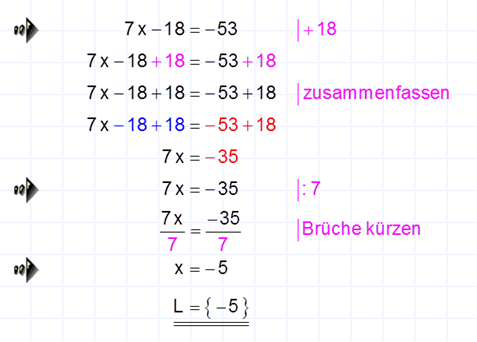 7x − 18 = −53 |+18
7x − 18 +18 = −53 +18
7x − 18 + 18 = −53 + 18 |zusammenfassen
7x −18 + 18 = −53 + 18
7x = −35
7x = −35 |: 7
7x/7 = −35/7 |Brüche kürzen
x = −5
L = {−5}